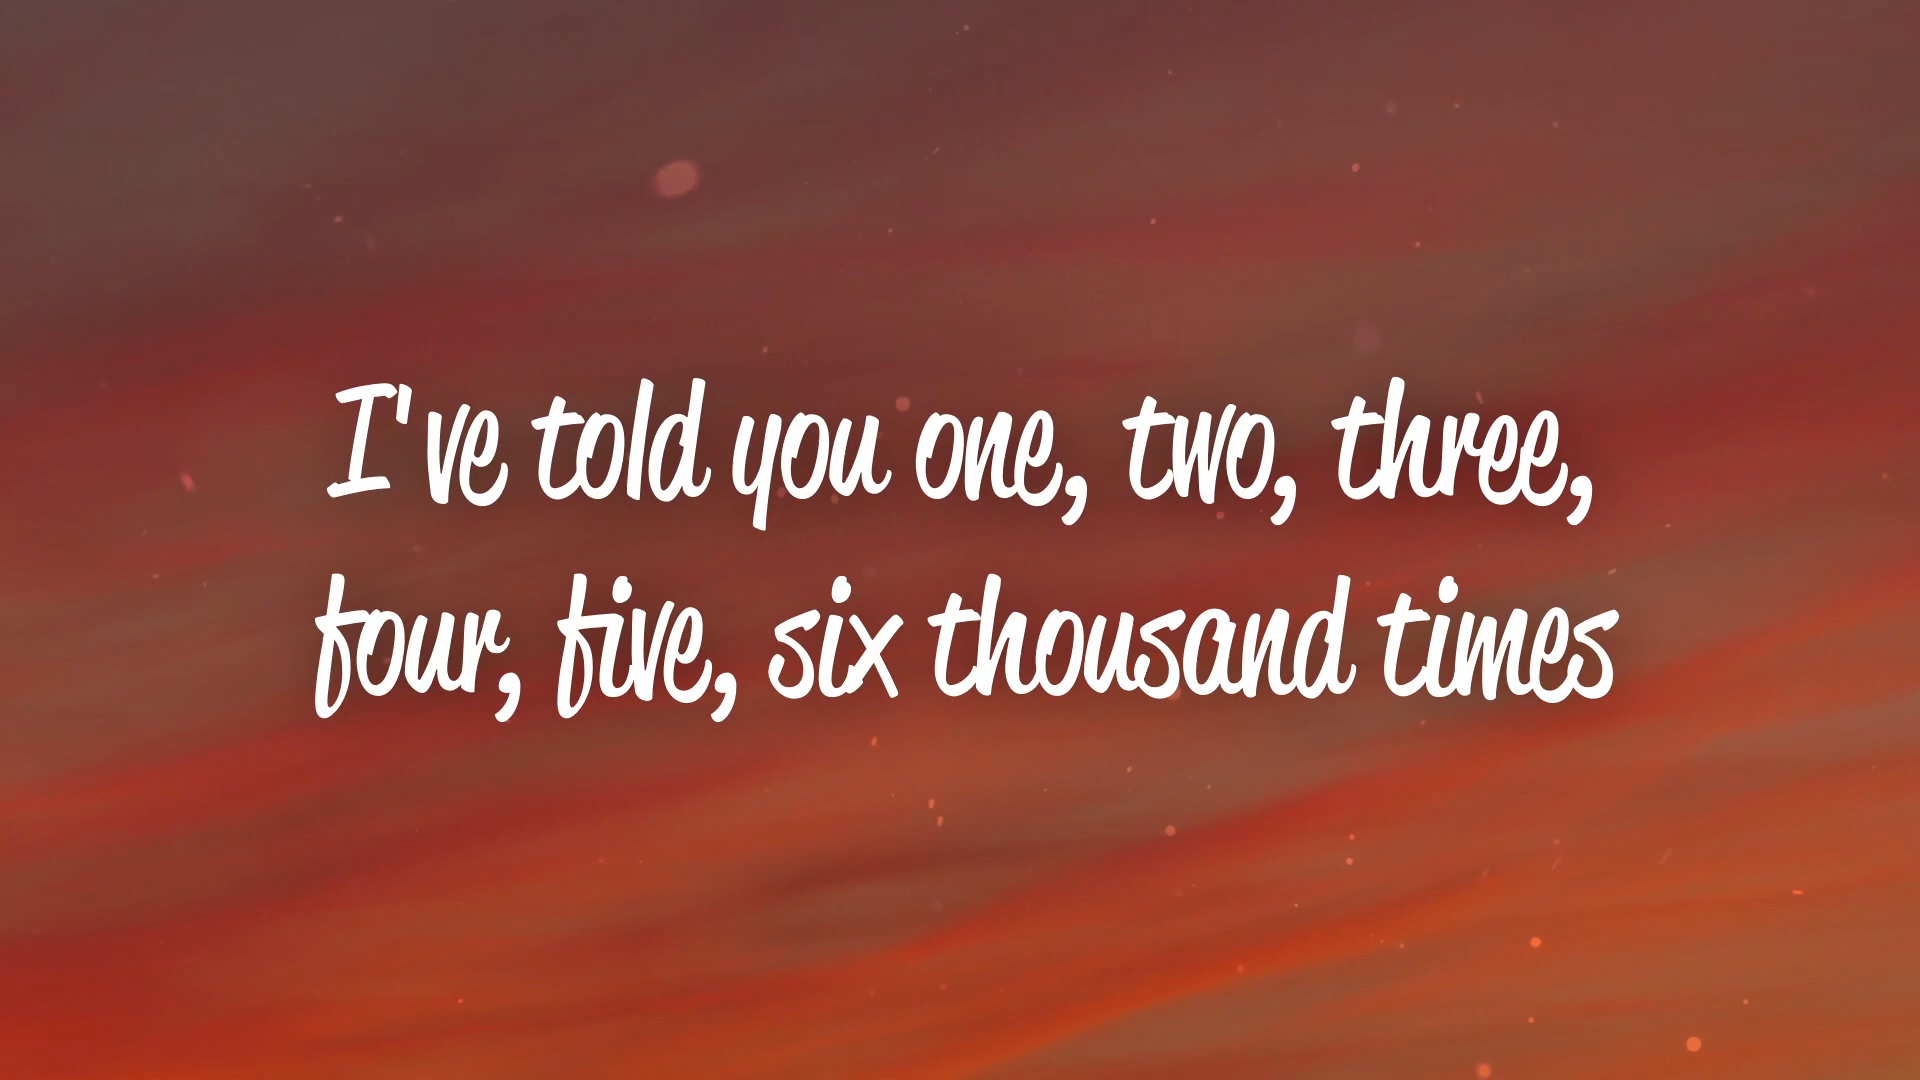 I've told you one, two, three,
four, five, six thousand times